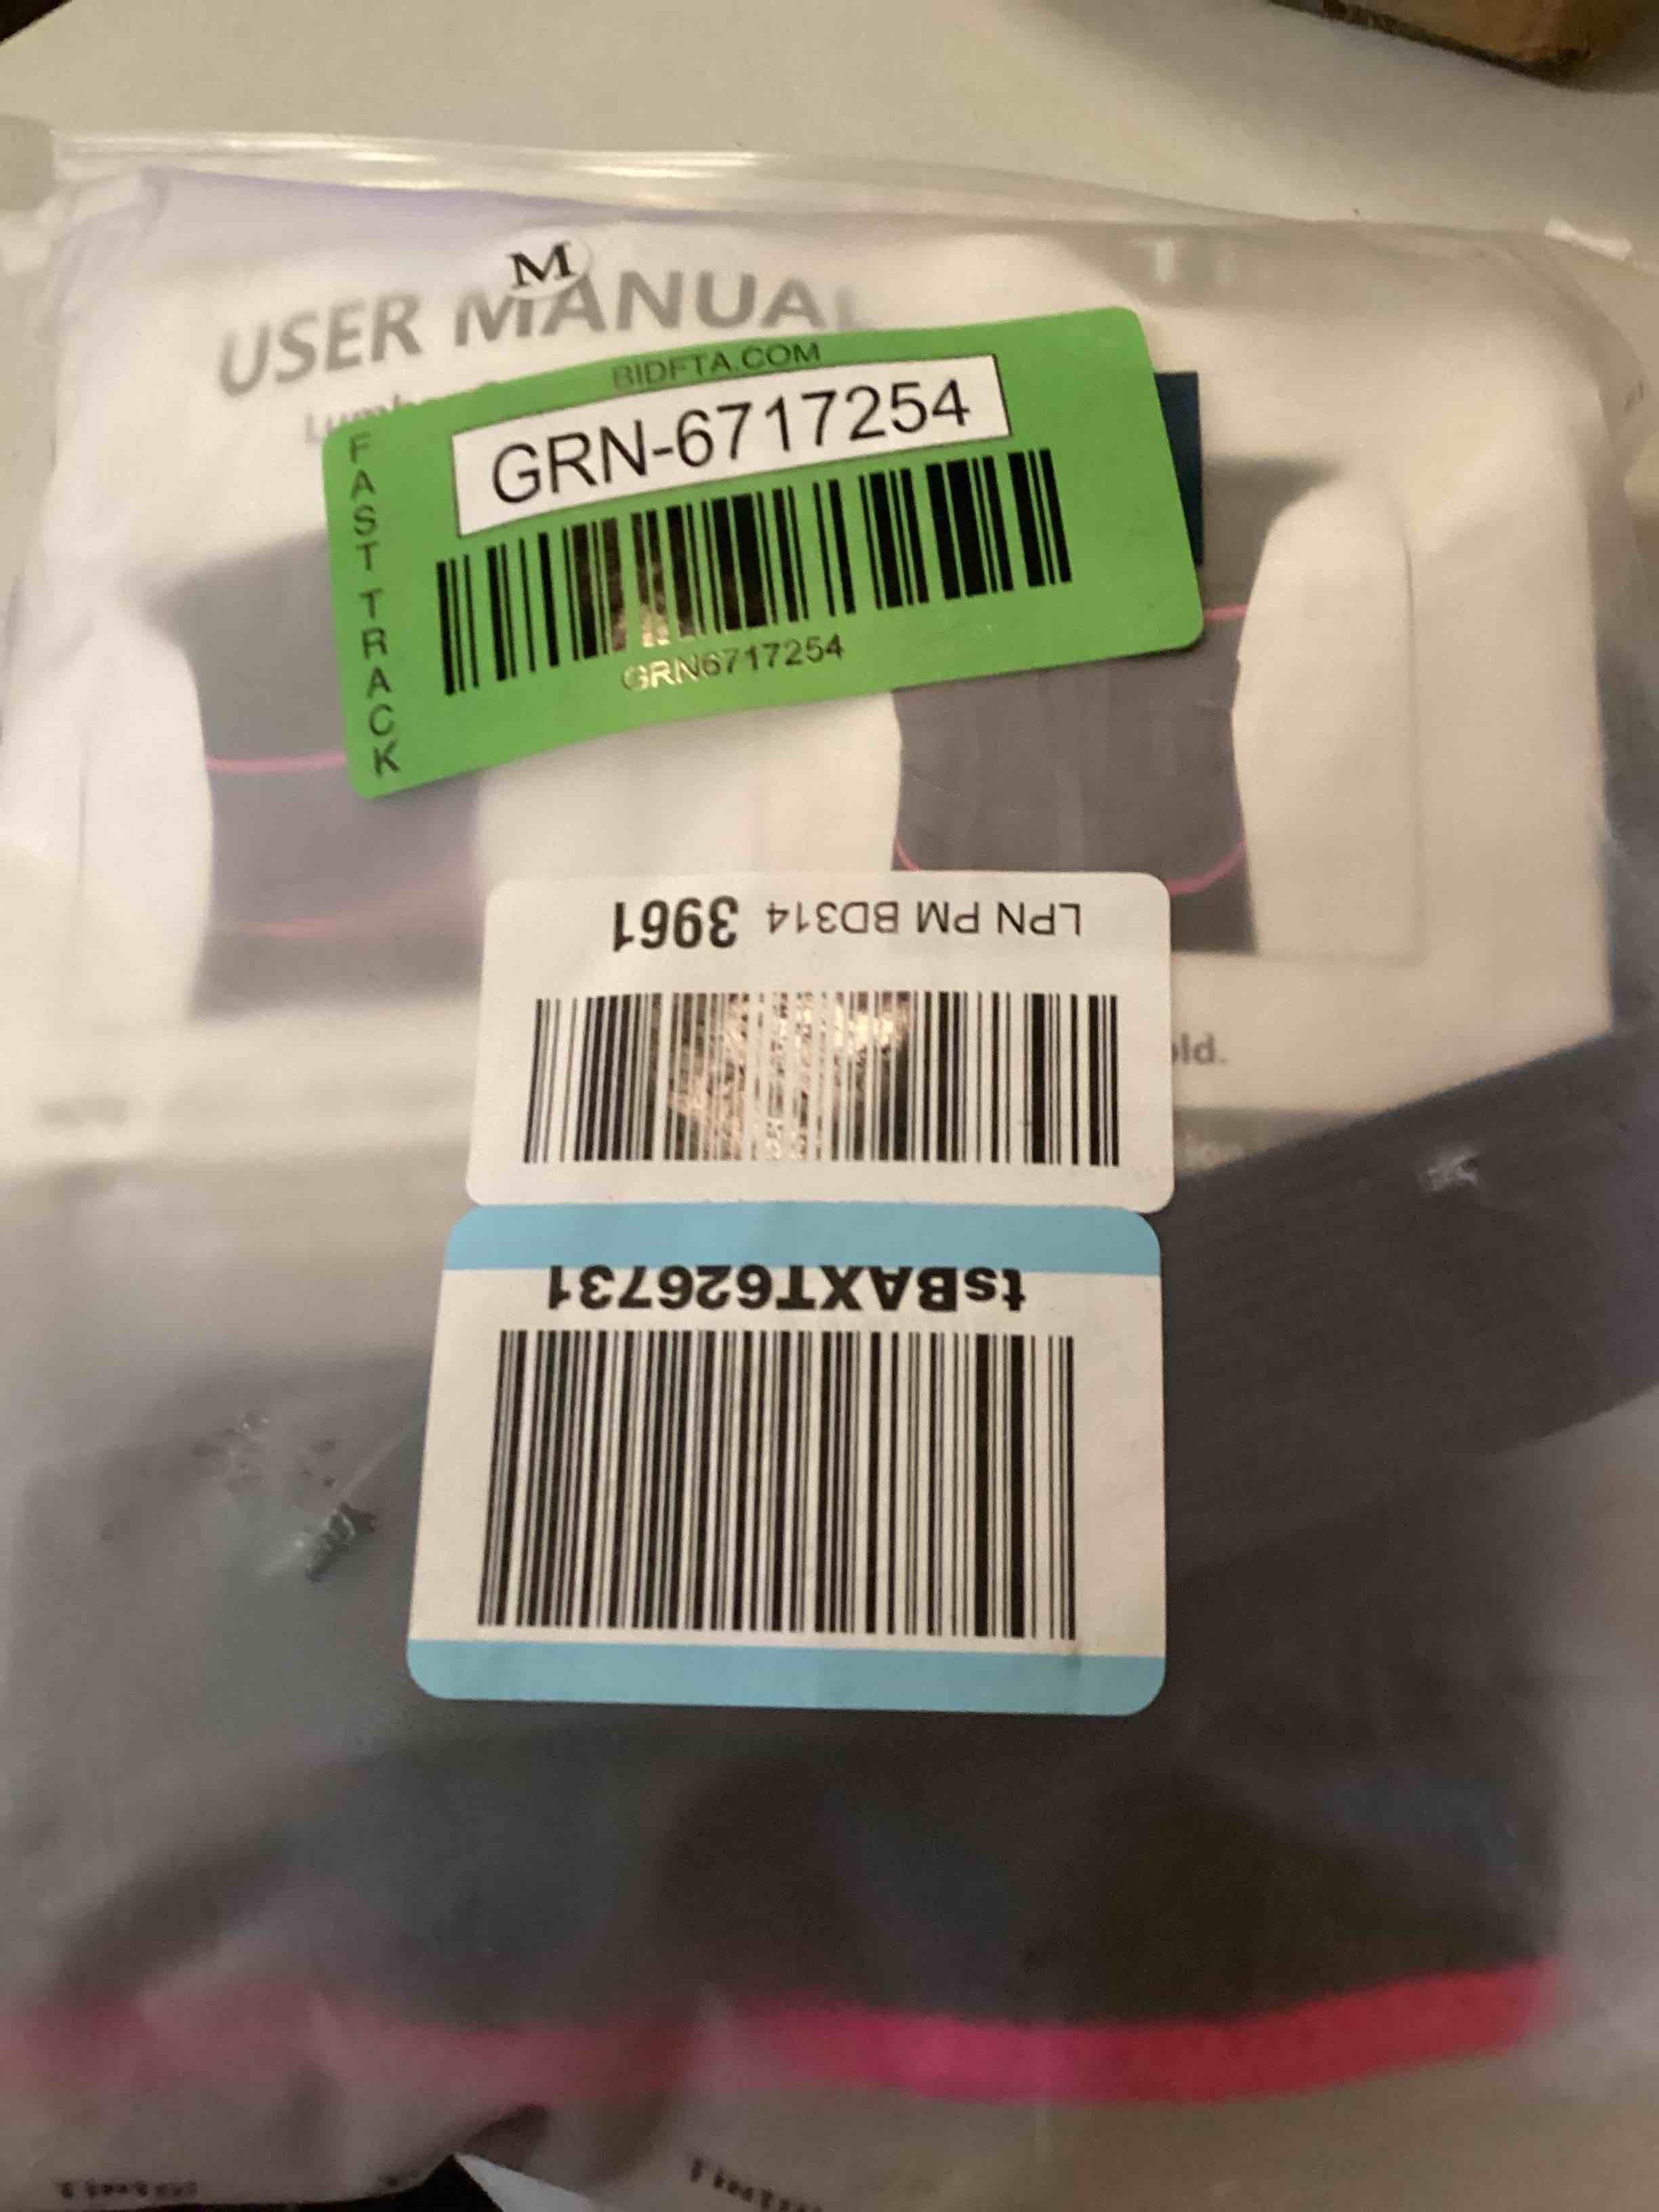 M
USER MANUAL
BIDFTA.COM
GRN-6717254
FAST TRACK
GRN6717254
LPN PM BD314 3961
old.
tsBAXT626731